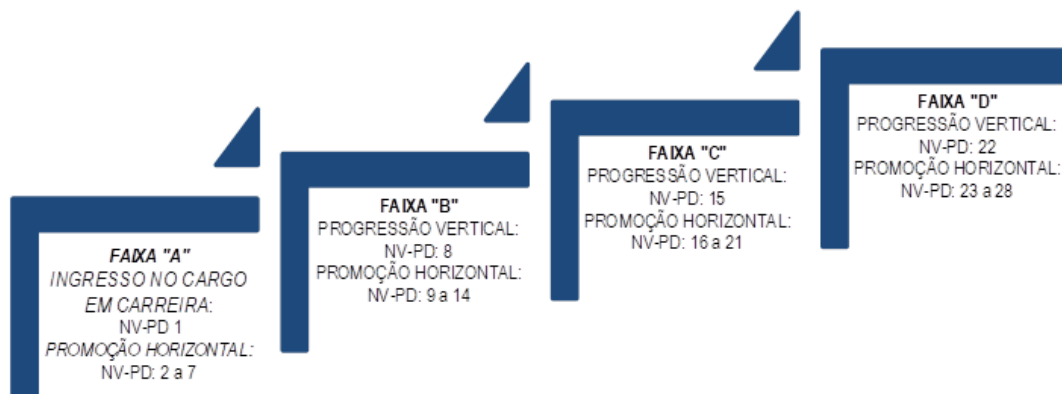 FAIXA "A"
INGRESSO NO CARGO
EM CARREIRA:
NV-PD 1
PROMOÇÃO HORIZONTAL:
NV-PD: 2 a 7
FAIXA "B"
PROGRESSÃO VERTICAL:
NV-PD: 8
PROMOÇÃO HORIZONTAL:
NV-PD: 9 a 14
FAIXA "C"
PROGRESSÃO VERTICAL:
NV-PD: 15
PROMOÇÃO HORIZONTAL:
NV-PD: 16 a 21
FAIXA "D"
PROGRESSÃO VERTICAL:
NV-PD: 22
PROMOÇÃO HORIZONTAL:
NV-PD: 23 a 28